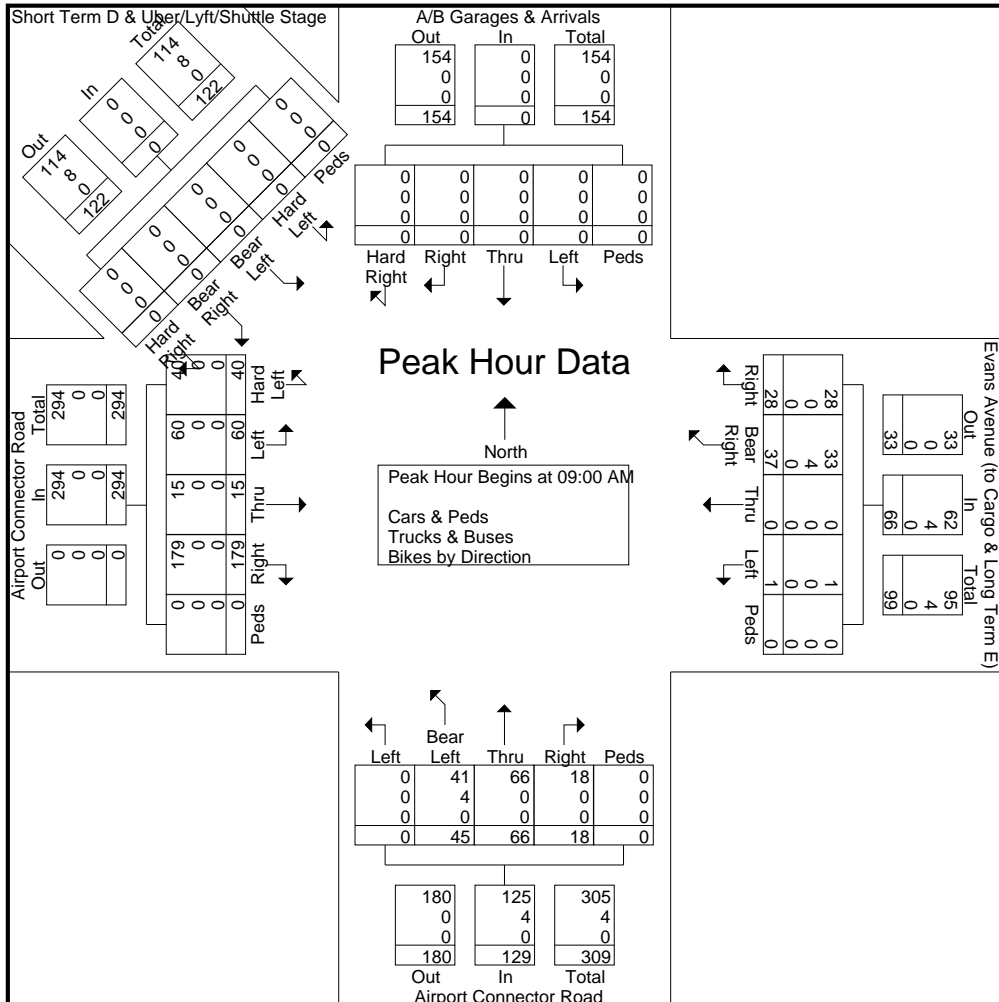 Short Term D & Uber/Lyft/Shuttle Stage
Out In Total
114 0 114
8 0 8
0 0 0
122 0 122
0 0 0 0 0
0 0 0 0 0
0 0 0 0 0
0 0 0 0 0
Hard Right
Bear Right
Bear Left
Hard Left
Peds
A/B Garages & Arrivals
Out In Total
154 0 154
0 0 0
0 0 0
154 0 154
0 0 0 0 0
0 0 0 0 0
0 0 0 0 0
0 0 0 0 0
Hard Right
Right
Thru
Left
Peds
Airport Connector Road
Out In Total
0 294 294
0 0 0
0 0 0
0 294 294
Peds Right Thru Left Hard Left
0 179 15 60 40
0 0 0 0 0
0 0 0 0 0
0 179 15 60 40
Peak Hour Data
North
Peak Hour Begins at 09:00 AM
Cars & Peds
Trucks & Buses
Bikes by Direction
Right Bear Right Thru Left Peds
28 33 0 1 0
0 4 0 0 0
0 0 0 0 0
28 37 0 1 0
Evans Avenue (to Cargo & Long Term E)
Out In Total
33 62 95
0 4 4
0 0 0
33 66 99
Left
Bear Left
Thru
Right
Peds
0 41 66 18 0
0 4 0 0 0
0 0 0 0 0
0 45 66 18 0
180 125 305
0 4 4
0 0 0
180 129 309
Out In Total
Airport Connector Road